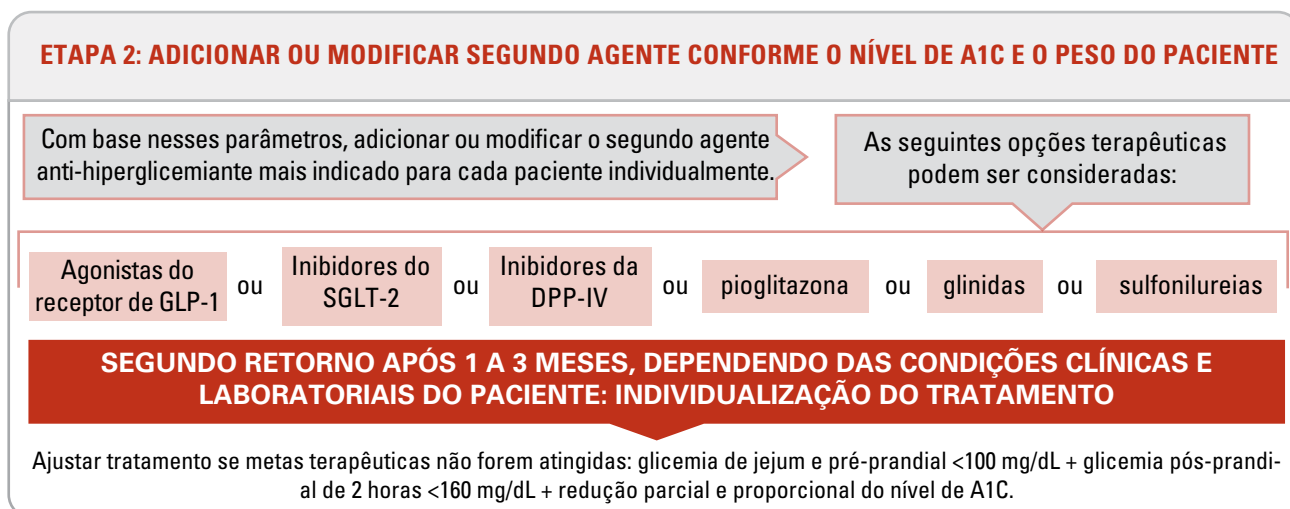 ETAPA 2: ADICIONAR OU MODIFICAR SEGUNDO AGENTE CONFORME O NÍVEL DE A1C E O PESO DO PACIENTE
Com base nesses parâmetros, adicionar ou modificar o segundo agente
anti-hiperglicemiante mais indicado para cada paciente individualmente.
As seguintes opções terapêuticas
podem ser consideradas:
Agonistas do
receptor de GLP-1
ou
Inibidores do
SGLT-2
ou
Inibidores da
DPP-IV
ou
pioglitazona
ou
glinidas
ou
sulfonilureias
SEGUNDO RETORNO APÓS 1 A 3 MESES, DEPENDENDO DAS CONDIÇÕES CLÍNICAS E
LABORATORIAIS DO PACIENTE: INDIVIDUALIZAÇÃO DO TRATAMENTO
Ajustar tratamento se metas terapêuticas não forem atingidas: glicemia de jejum e pré-prandial <100 mg/dL + glicemia pós-prandi-
al de 2 horas <160 mg/dL + redução parcial e proporcional do nível de A1C.